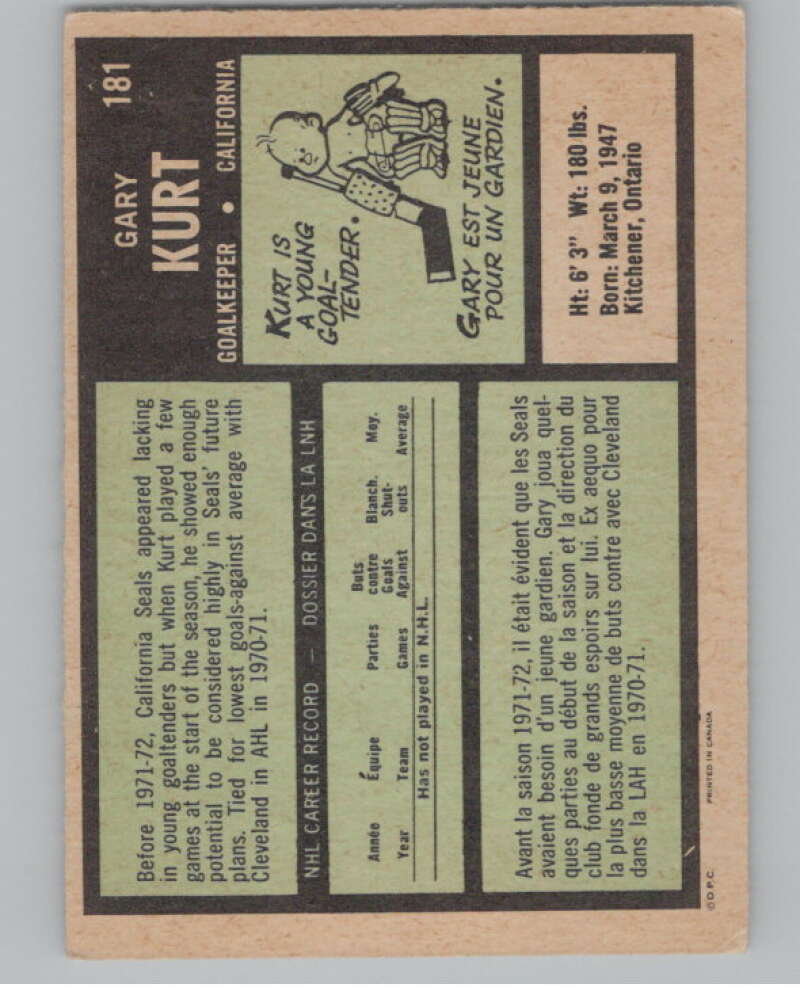 GARY 181
KURT
GOALKEEPER • CALIFORNIA
KURT IS
A YOUNG
GOAL-
TENDER.
GARY EST JEUNE
POUR UN GARDIEN.
Ht: 6' 3" Wt: 180 lbs.
Born: March 9, 1947
Kitchener, Ontario
Before 1971-72, California Seals appeared lacking
in young goaltenders but when Kurt played a few
games at the start of the season, he showed enough
potential to be considered highly in Seals' future
plans. Tied for lowest goals-against average with
Cleveland in AHL in 1970-71.
NHL CAREER RECORD — DOSSIER DANS LA LNH
Année Équipe Parties Buts contre Blanch. Moy.
Year Team Games Goals Against Shut-outs Average
Has not played in N.H.L.
Avant la saison 1971-72, il était évident que les Seals
avaient besoin d'un jeune gardien. Gary joua quel-
ques parties au début de la saison et la direction du
club fonde de grands espoirs sur lui. Ex aequo pour
la plus basse moyenne de buts contre avec Cleveland
dans la LAH en 1970-71.
© O.P.C. PRINTED IN CANADA